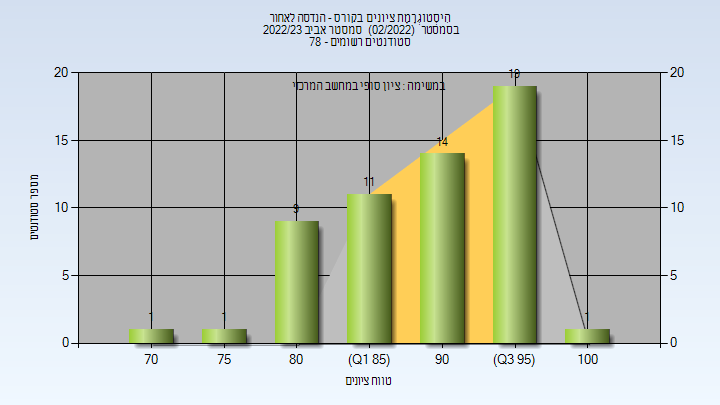 היסטוגרמת ציונים בקורס - הנדסה לאחור
בסמסטר (02/2022) סמסטר אביב 2022/23
סטודנטים רשומים - 78
במשימה : ציון סופי במחשב המרכזי
מספר סטודנטים
20 15 10 5 0
1 1 9 11 14 19 1
20 15 10 5 0
70 75 80 (Q1 85) 90 (Q3 95) 100
טווח ציונים